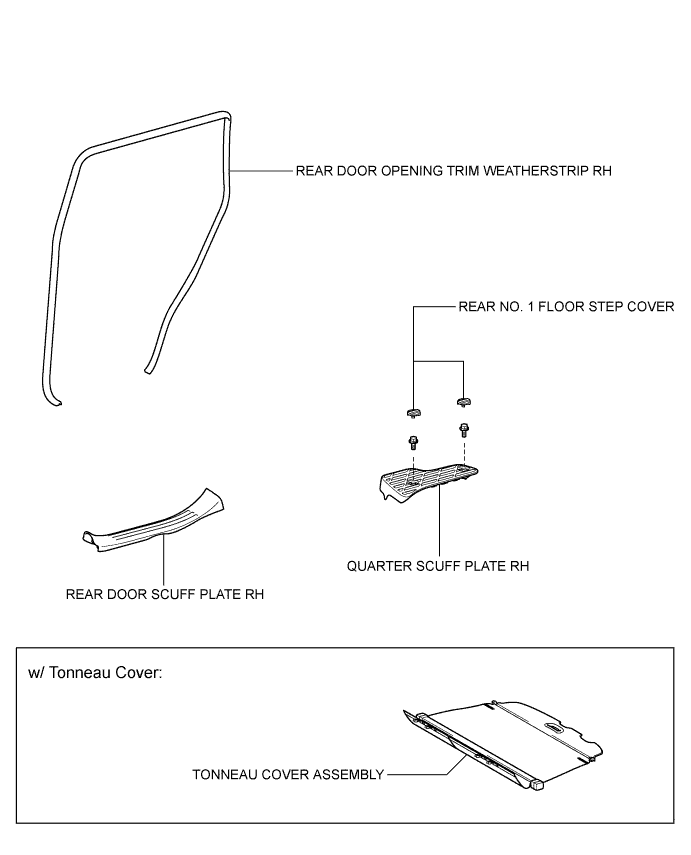 REAR DOOR OPENING TRIM WEATHERSTRIP RH
REAR NO. 1 FLOOR STEP COVER
QUARTER SCUFF PLATE RH
REAR DOOR SCUFF PLATE RH
w/ Tonneau Cover:
TONNEAU COVER ASSEMBLY